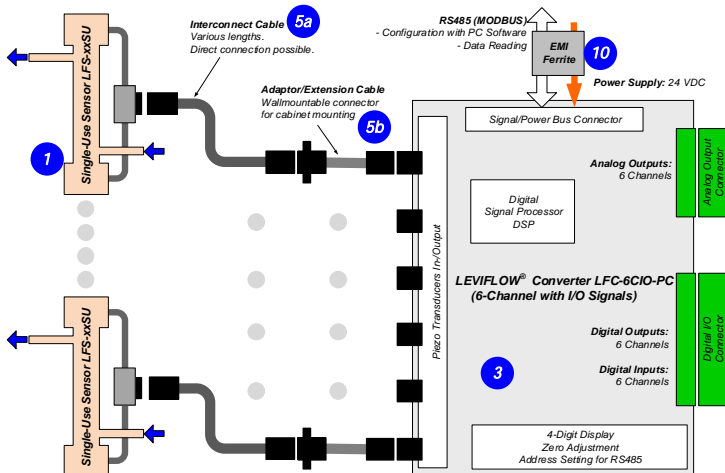 Single-Use Sensor LFS-xxSU
1
Interconnect Cable
Various lengths.
Direct connection possible.
5a
Adaptor/Extension Cable
Wallmountable connector
for cabinet mounting
5b
RS485 (MODBUS)
- Configuration with PC Software
- Data Reading
EMI
Ferrite
10
Power Supply: 24 VDC
Signal/Power Bus Connector
Piezo Transducers In-/Output
Digital
Signal Processor
DSP
Analog Outputs:
6 Channels
Analog Output
Connector
LEVIFLOW® Converter LFC-6CIO-PC
(6-Channel with I/O Signals)
Digital Outputs:
6 Channels
Digital Inputs:
6 Channels
Digital I/O
Connector
3
4-Digit Display
Zero Adjustment
Address Setting for RS485
Single-Use Sensor LFS-xxSU